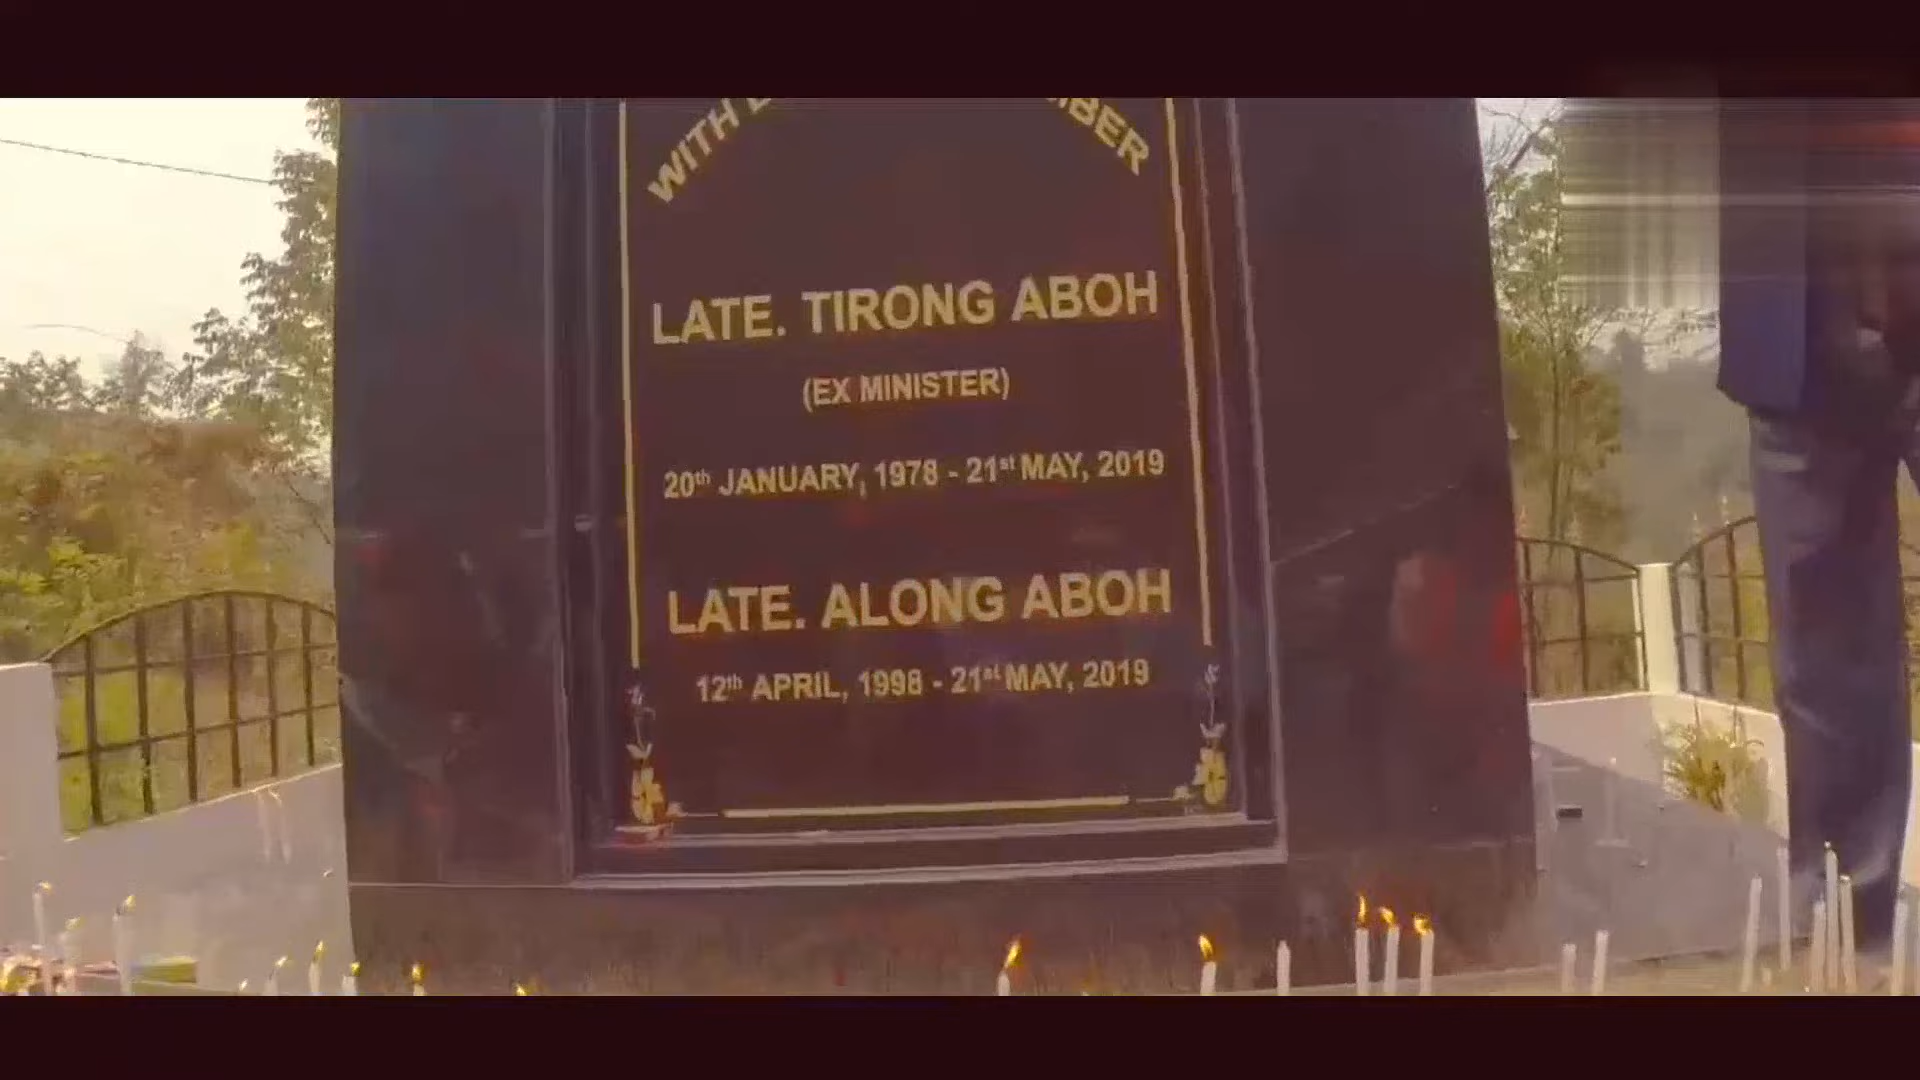 WITH
LATE. TIRONG ABOH
(EX MINISTER)
20th JANUARY, 1978 - 21st MAY, 2019
LATE. ALONG ABOH
12th APRIL, 1998 - 21st MAY, 2019